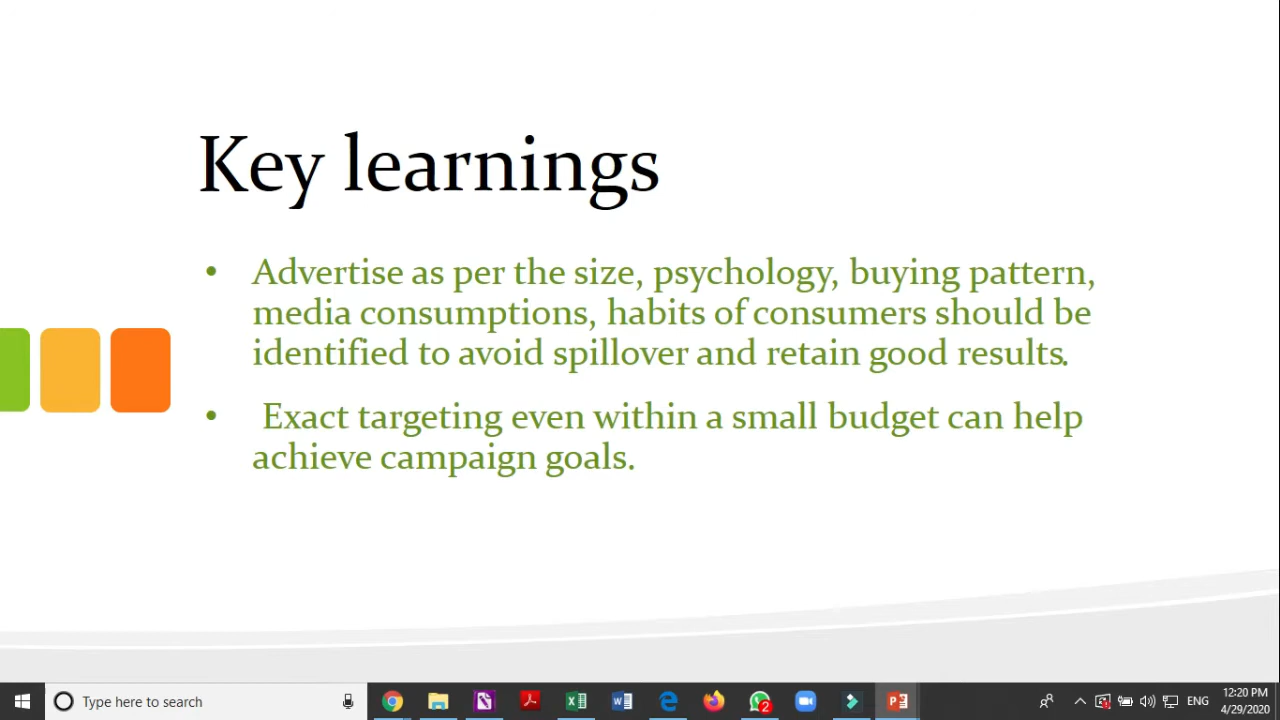 Key learnings
• Advertise as per the size, psychology, buying pattern,
media consumptions, habits of consumers should be
identified to avoid spillover and retain good results.
• Exact targeting even within a small budget can help
achieve campaign goals.
Type here to search
2
ENG
12:20 PM
4/29/2020